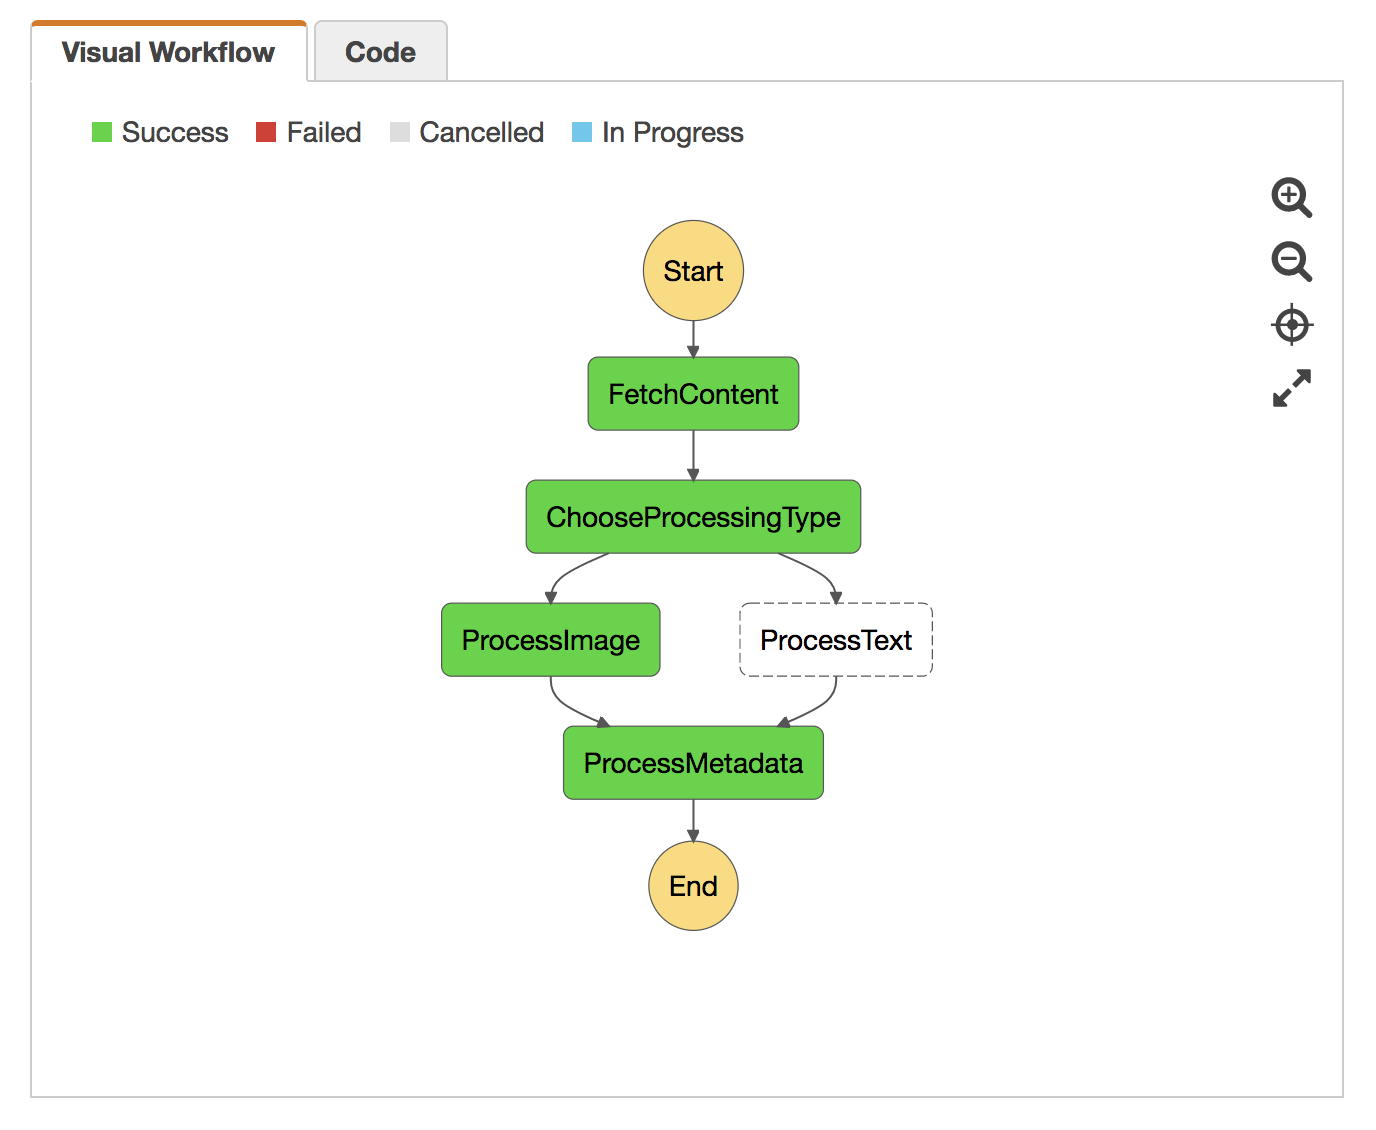 Visual Workflow Code
Success Failed Cancelled In Progress
Start
FetchContent
ChooseProcessingType
ProcessImage ProcessText
ProcessMetadata
End